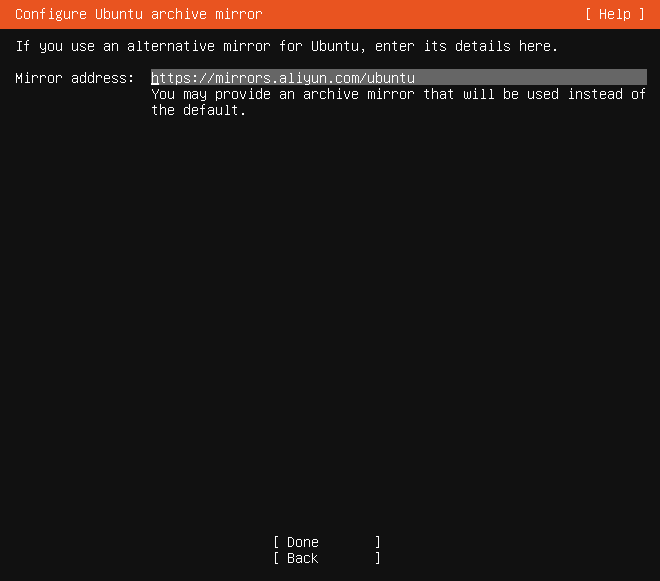 Configure Ubuntu archive mirror [ Help ]
If you use an alternative mirror for Ubuntu, enter its details here.
Mirror address: https://mirrors.aliyun.com/ubuntu
You may provide an archive mirror that will be used instead of
the default.
[ Done ]
[ Back ]